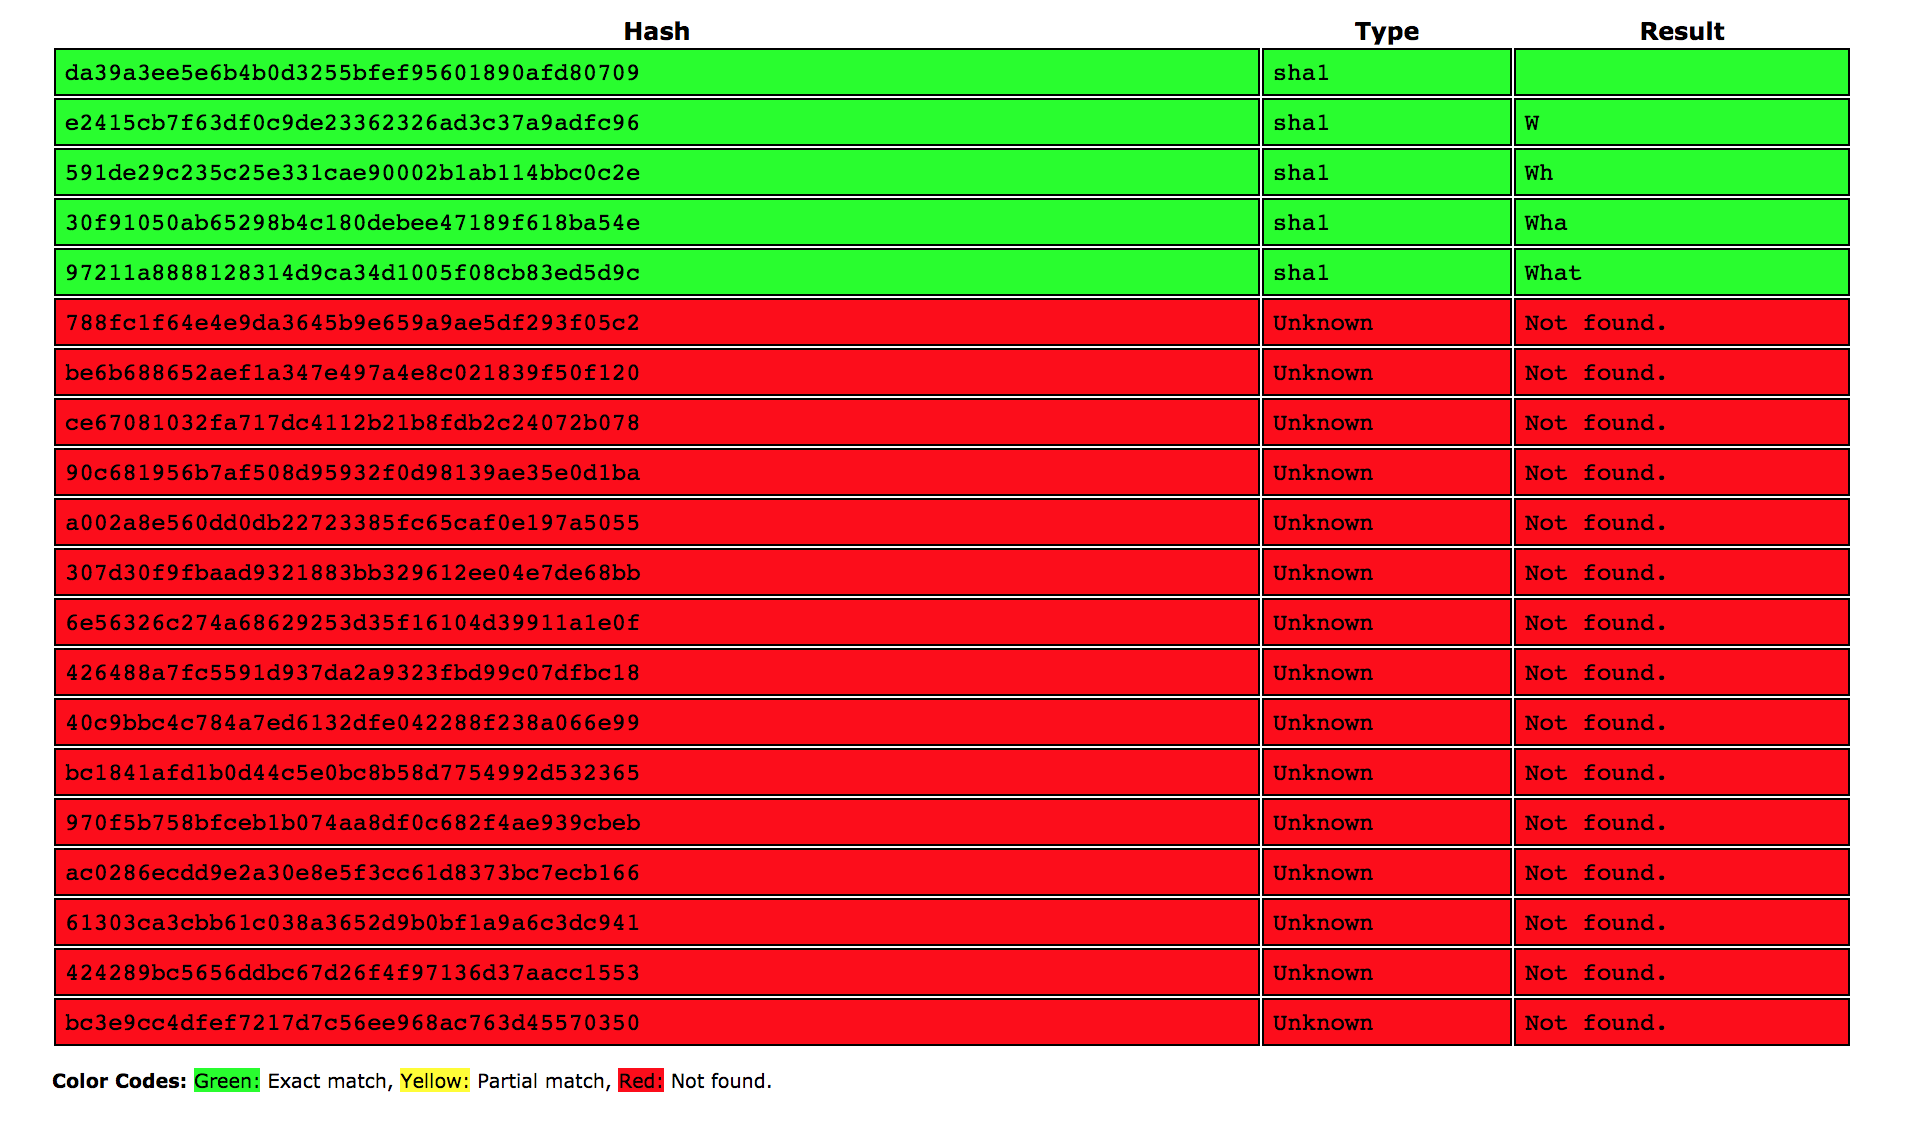 Hash Type Result
da39a3ee5e6b4b0d3255bfef95601890afd80709 sha1
e2415cb7f63df0c9de23362326ad3c37a9adfc96 sha1 W
591de29c235c25e331cae90002b1ab114bbc0c2e sha1 Wh
30f91050ab65298b4c180debee47189f618ba54e sha1 Wha
97211a8888128314d9ca34d1005f08cb83ed5d9c sha1 What
788fc1f64e4e9da3645b9e659a9ae5df293f05c2 Unknown Not found.
be6b688652aef1a347e497a4e8c021839f50f120 Unknown Not found.
ce67081032fa717dc4112b21b8fdb2c24072b078 Unknown Not found.
90c681956b7af508d95932f0d98139ae35e0d1ba Unknown Not found.
a002a8e560dd0db22723385fc65caf0e197a5055 Unknown Not found.
307d30f9fbaad9321883bb329612ee04e7de68bb Unknown Not found.
6e56326c274a68629253d35f16104d39911a1e0f Unknown Not found.
426488a7fc5591d937da2a9323fbd99c07dfbc18 Unknown Not found.
40c9bbc4c784a7ed6132dfe042288f238a066e99 Unknown Not found.
bc1841afd1b0d44c5e0bc8b58d7754992d532365 Unknown Not found.
970f5b758bfceb1b074aa8df0c682f4ae939cbeb Unknown Not found.
ac0286ecdd9e2a30e8e5f3cc61d8373bc7ecb166 Unknown Not found.
61303ca3cbb61c038a3652d9b0bf1a9a6c3dc941 Unknown Not found.
424289bc5656ddbc67d26f4f97136d37aacc1553 Unknown Not found.
bc3e9cc4dfef7217d7c56ee968ac763d45570350 Unknown Not found.
Color Codes: Green: Exact match, Yellow: Partial match, Red: Not found.